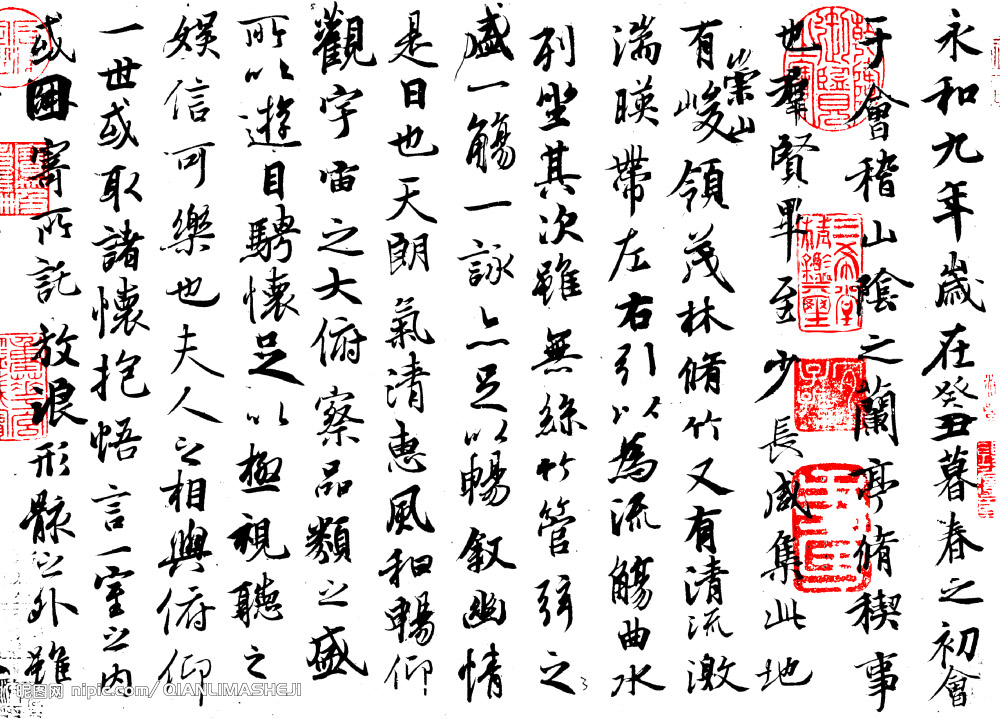 永和九年歲在癸丑暮春之初會
于會稽山陰之蘭亭脩稧事
也羣賢畢至少長咸集此地
有崇山峻領茂林脩竹又有清流激
湍暎帶左右引以為流觴曲水
列坐其次雖無絲竹管弦之
盛一觴一詠亦足以暢敘幽情
是日也天朗氣清惠風和暢仰
觀宇宙之大俯察品類之盛
所以遊目騁懷足以極視聽之
娛信可樂也夫人之相與俯仰
一世或取諸懷抱悟言一室之內
或因寄所託放浪形骸之外雖
昵图网 nipic.com/QIANLIMASHEJI